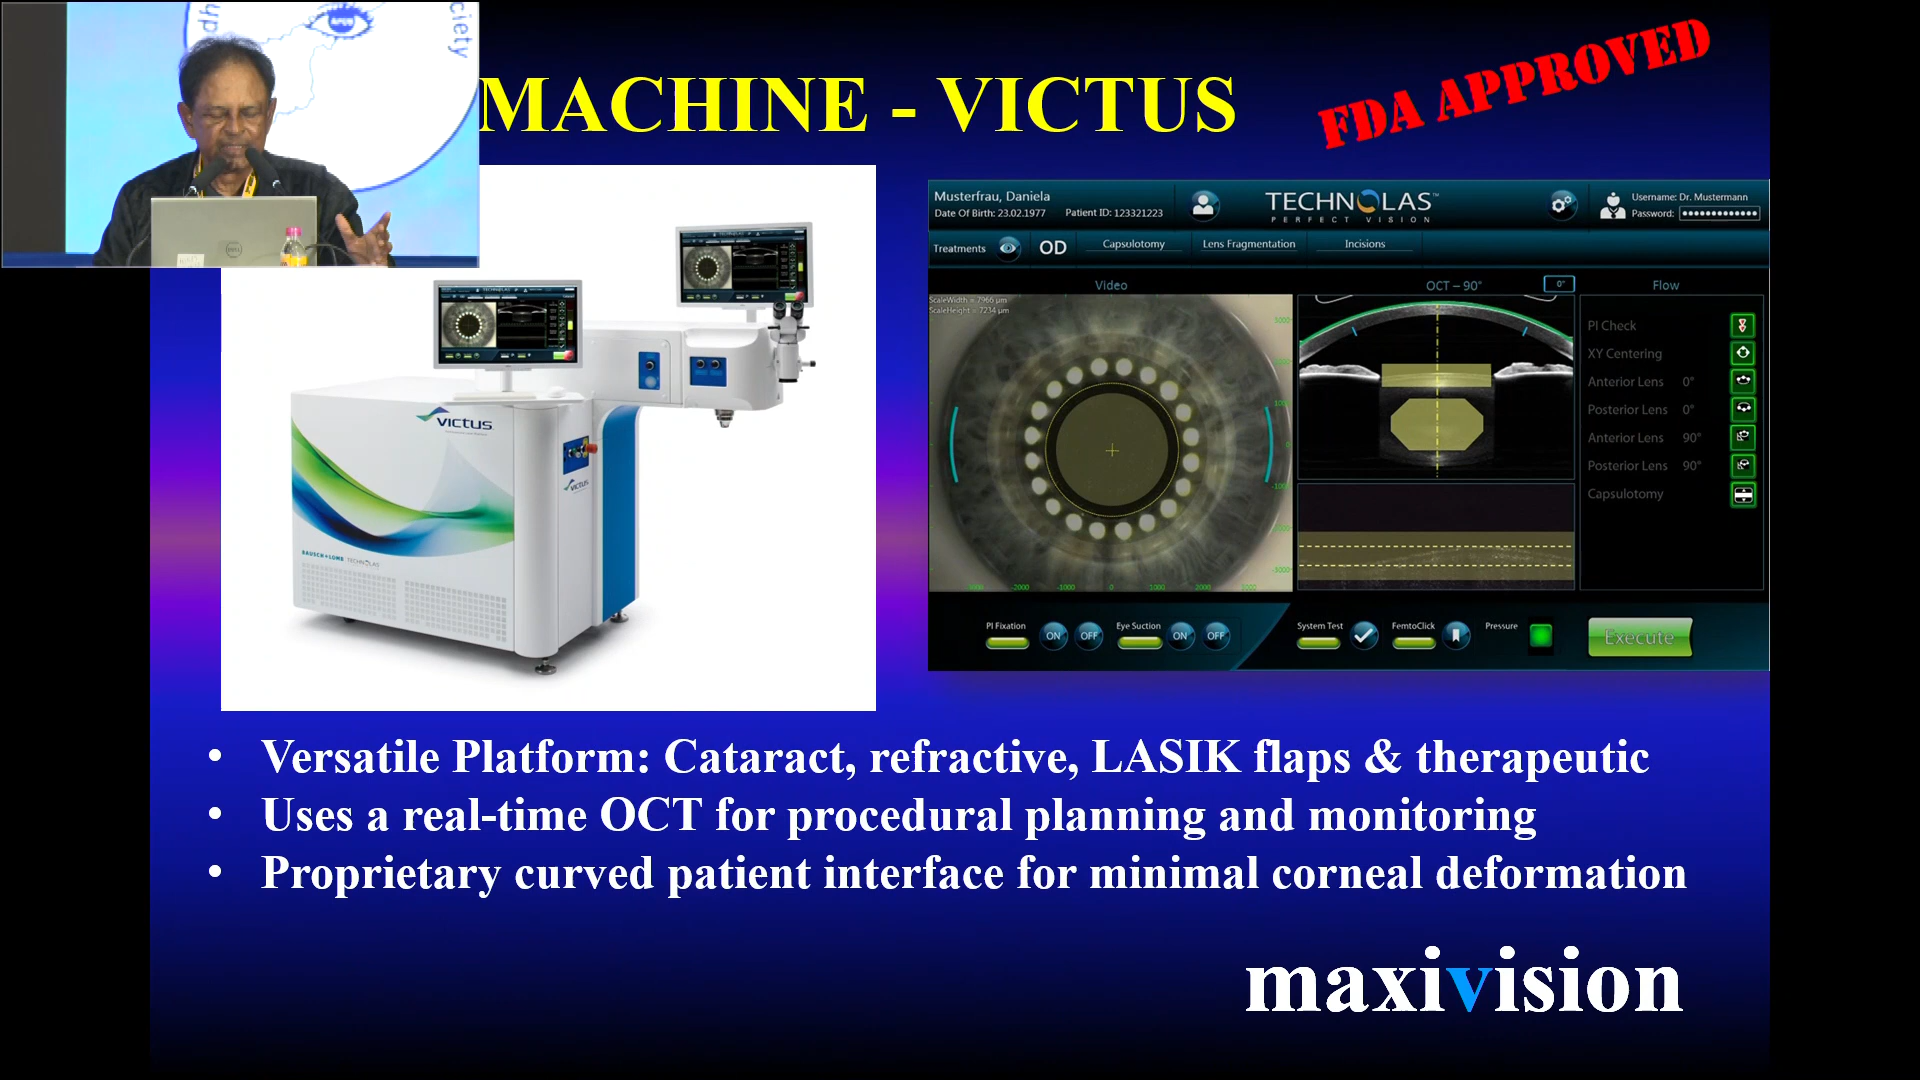 ciety
MACHINE - VICTUS
FDA APPROVED
Musterfrau, Daniela
Date Of Birth: 23.02.1977 Patient ID: 123321223
TECHNOLAS™
PERFECT VISION
Username: Dr. Mustermann
Password:
Treatments OD Capsulotomy Lens Fragmentation Incisions
Video OCT – 90° 0° Flow
ScaleWidth = 7966 µm
ScaleHeight = 7234 µm
PI Check
XY Centering
Anterior Lens 0°
Posterior Lens 0°
Anterior Lens 90°
Posterior Lens 90°
Capsulotomy
PI Fixation ON OFF Eye Suction ON OFF System Test FemtoClick Pressure Execute
VICTUS
BAUSCH + LOMB TECHNOLAS
VICTUS
DELL
• Versatile Platform: Cataract, refractive, LASIK flaps & therapeutic
• Uses a real-time OCT for procedural planning and monitoring
• Proprietary curved patient interface for minimal corneal deformation
maxivision